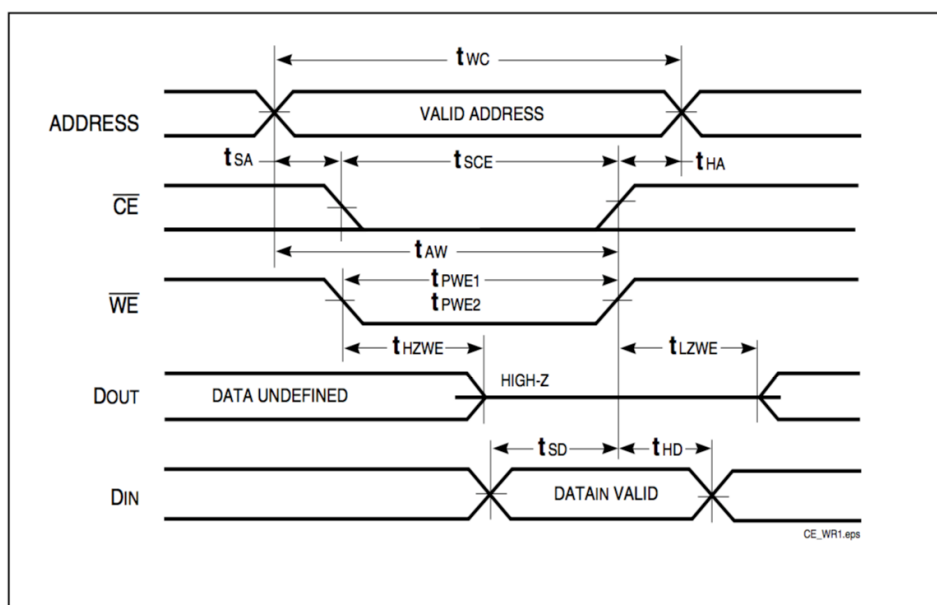 tWC
ADDRESS
VALID ADDRESS
tSA
tSCE
tHA
CE
tAW
tPWE1
WE
tPWE2
tHZWE
tLZWE
DOUT
DATA UNDEFINED
HIGH-Z
tSD
tHD
DIN
DATAIN VALID
CE_WR1.eps